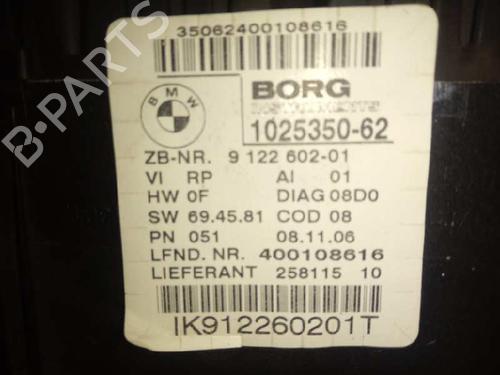 35062400108616
B-PARTS
BMW
BORG
INSTRUMENTS
1025350-62
ZB-NR. 9 122 602-01
VI RP AI 01
HW 0F DIAG 08D0
SW 69.45.81 COD 08
PN 051 08.11.06
LFND. NR. 400108616
LIEFERANT 258115 10
IK912260201T